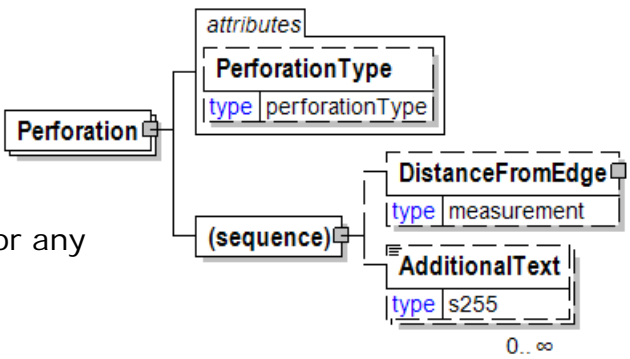 attributes
PerforationType
type perforationType
Perforation
DistanceFromEdge
type measurement
or any
(sequence)
AdditionalText
type s255
0..∞